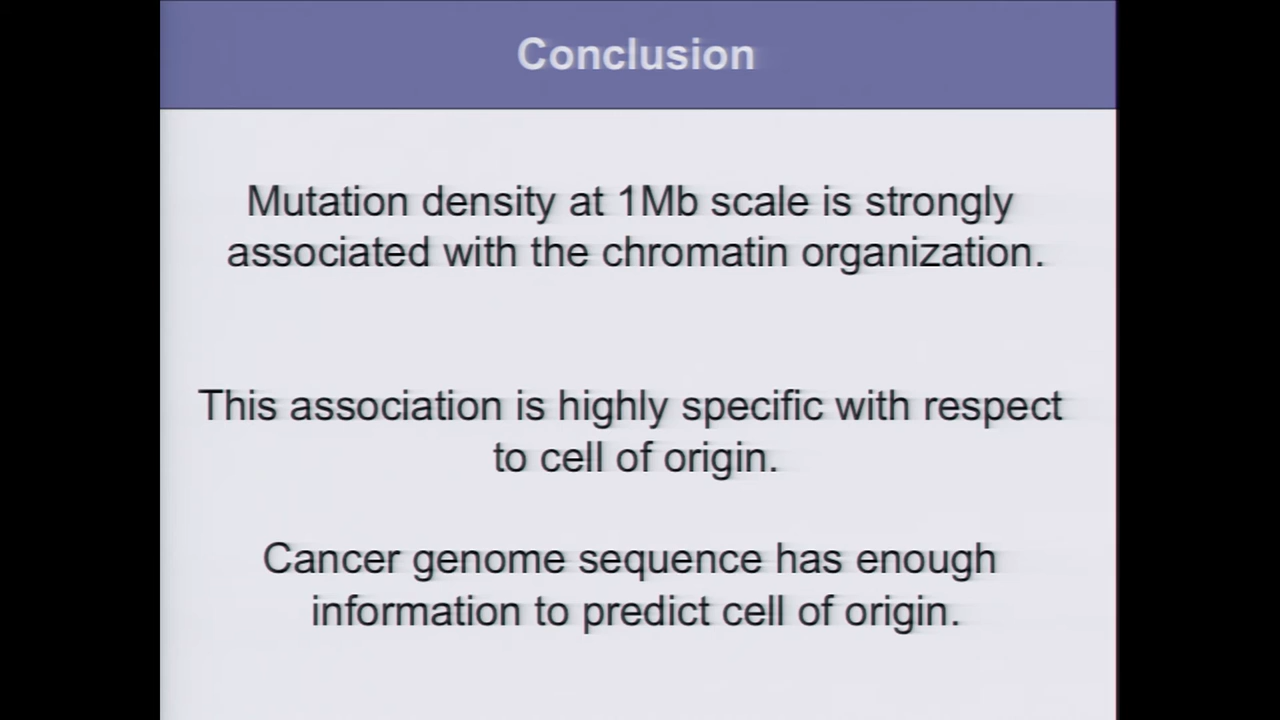 Conclusion
Mutation density at 1Mb scale is strongly
associated with the chromatin organization.
This association is highly specific with respect
to cell of origin.
Cancer genome sequence has enough
information to predict cell of origin.